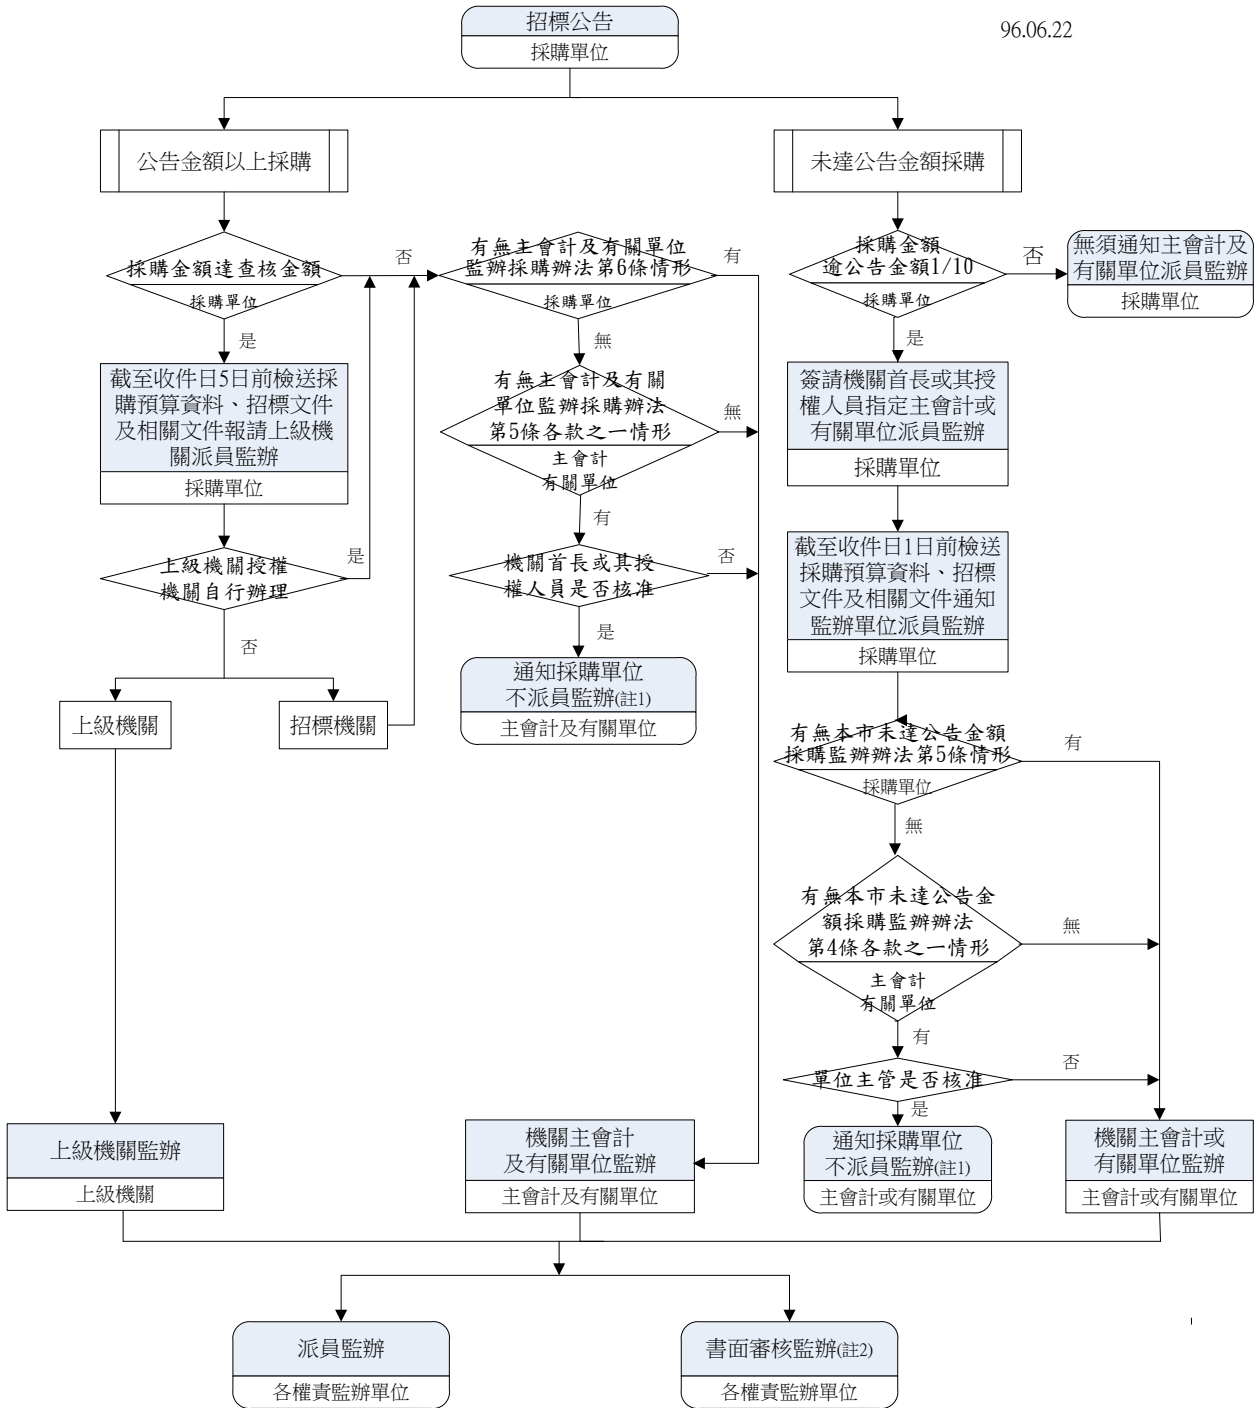 招標公告
採購單位
96.06.22
公告金額以上採購
未達公告金額採購
採購金額達查核金額
採購單位
否
是
截至收件日5日前檢送採
購預算資料、招標文件
及相關文件報請上級機
關派員監辦
採購單位
上級機關授權
機關自行辦理
是
否
上級機關
招標機關
有無主會計及有關單位
監辦採購辦法第6條情形
採購單位
有
無
有無主會計及有關
單位監辦採購辦法
第5條各款之一情形
主會計
有關單位
無
有
機關首長或其授
權人員是否核准
否
是
通知採購單位
不派員監辦(註1)
主會計及有關單位
採購金額
逾公告金額1/10
採購單位
否
無須通知主會計及
有關單位派員監辦
採購單位
是
簽請機關首長或其授
權人員指定主會計或
有關單位派員監辦
採購單位
截至收件日1日前檢送
採購預算資料、招標
文件及相關文件通知
監辦單位派員監辦
採購單位
有無本市未達公告金額
採購監辦辦法第5條情形
採購單位
有
無
有無本市未達公告金
額採購監辦辦法
第4條各款之一情形
主會計
有關單位
無
有
單位主管是否核准
否
是
上級機關監辦
上級機關
機關主會計
及有關單位監辦
主會計及有關單位
通知採購單位
不派員監辦(註1)
主會計或有關單位
機關主會計或
有關單位監辦
主會計或有關單位
派員監辦
各權責監辦單位
書面審核監辦(註2)
各權責監辦單位